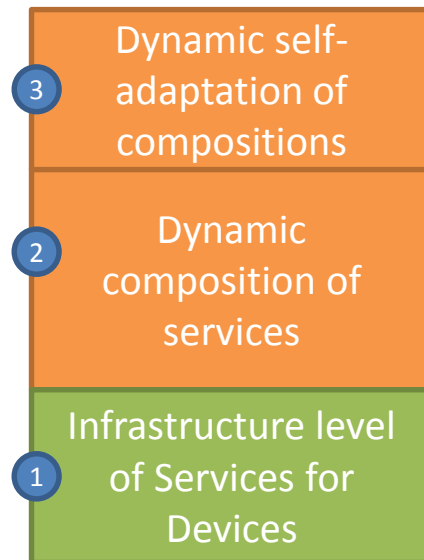 Dynamic self-
adaptation of
compositions
3
Dynamic
composition of
services
2
Infrastructure level
of Services for
Devices
1